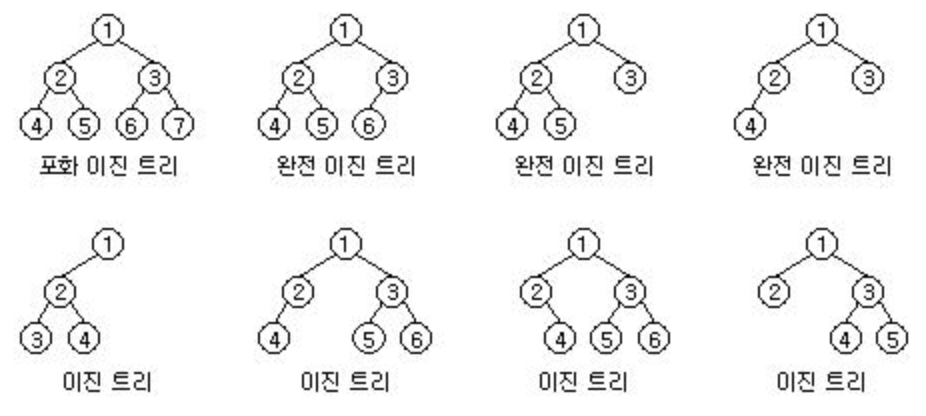 1 1 1 1
2 3 2 3 2 3 2 3
4 5 6 7 4 5 6 4 5 4
포화 이진 트리 완전 이진 트리 완전 이진 트리 완전 이진 트리
1 1 1 1
2 2 3 2 3 2 3
3 4 4 5 6 4 5 6 4 5
이진 트리 이진 트리 이진 트리 이진 트리